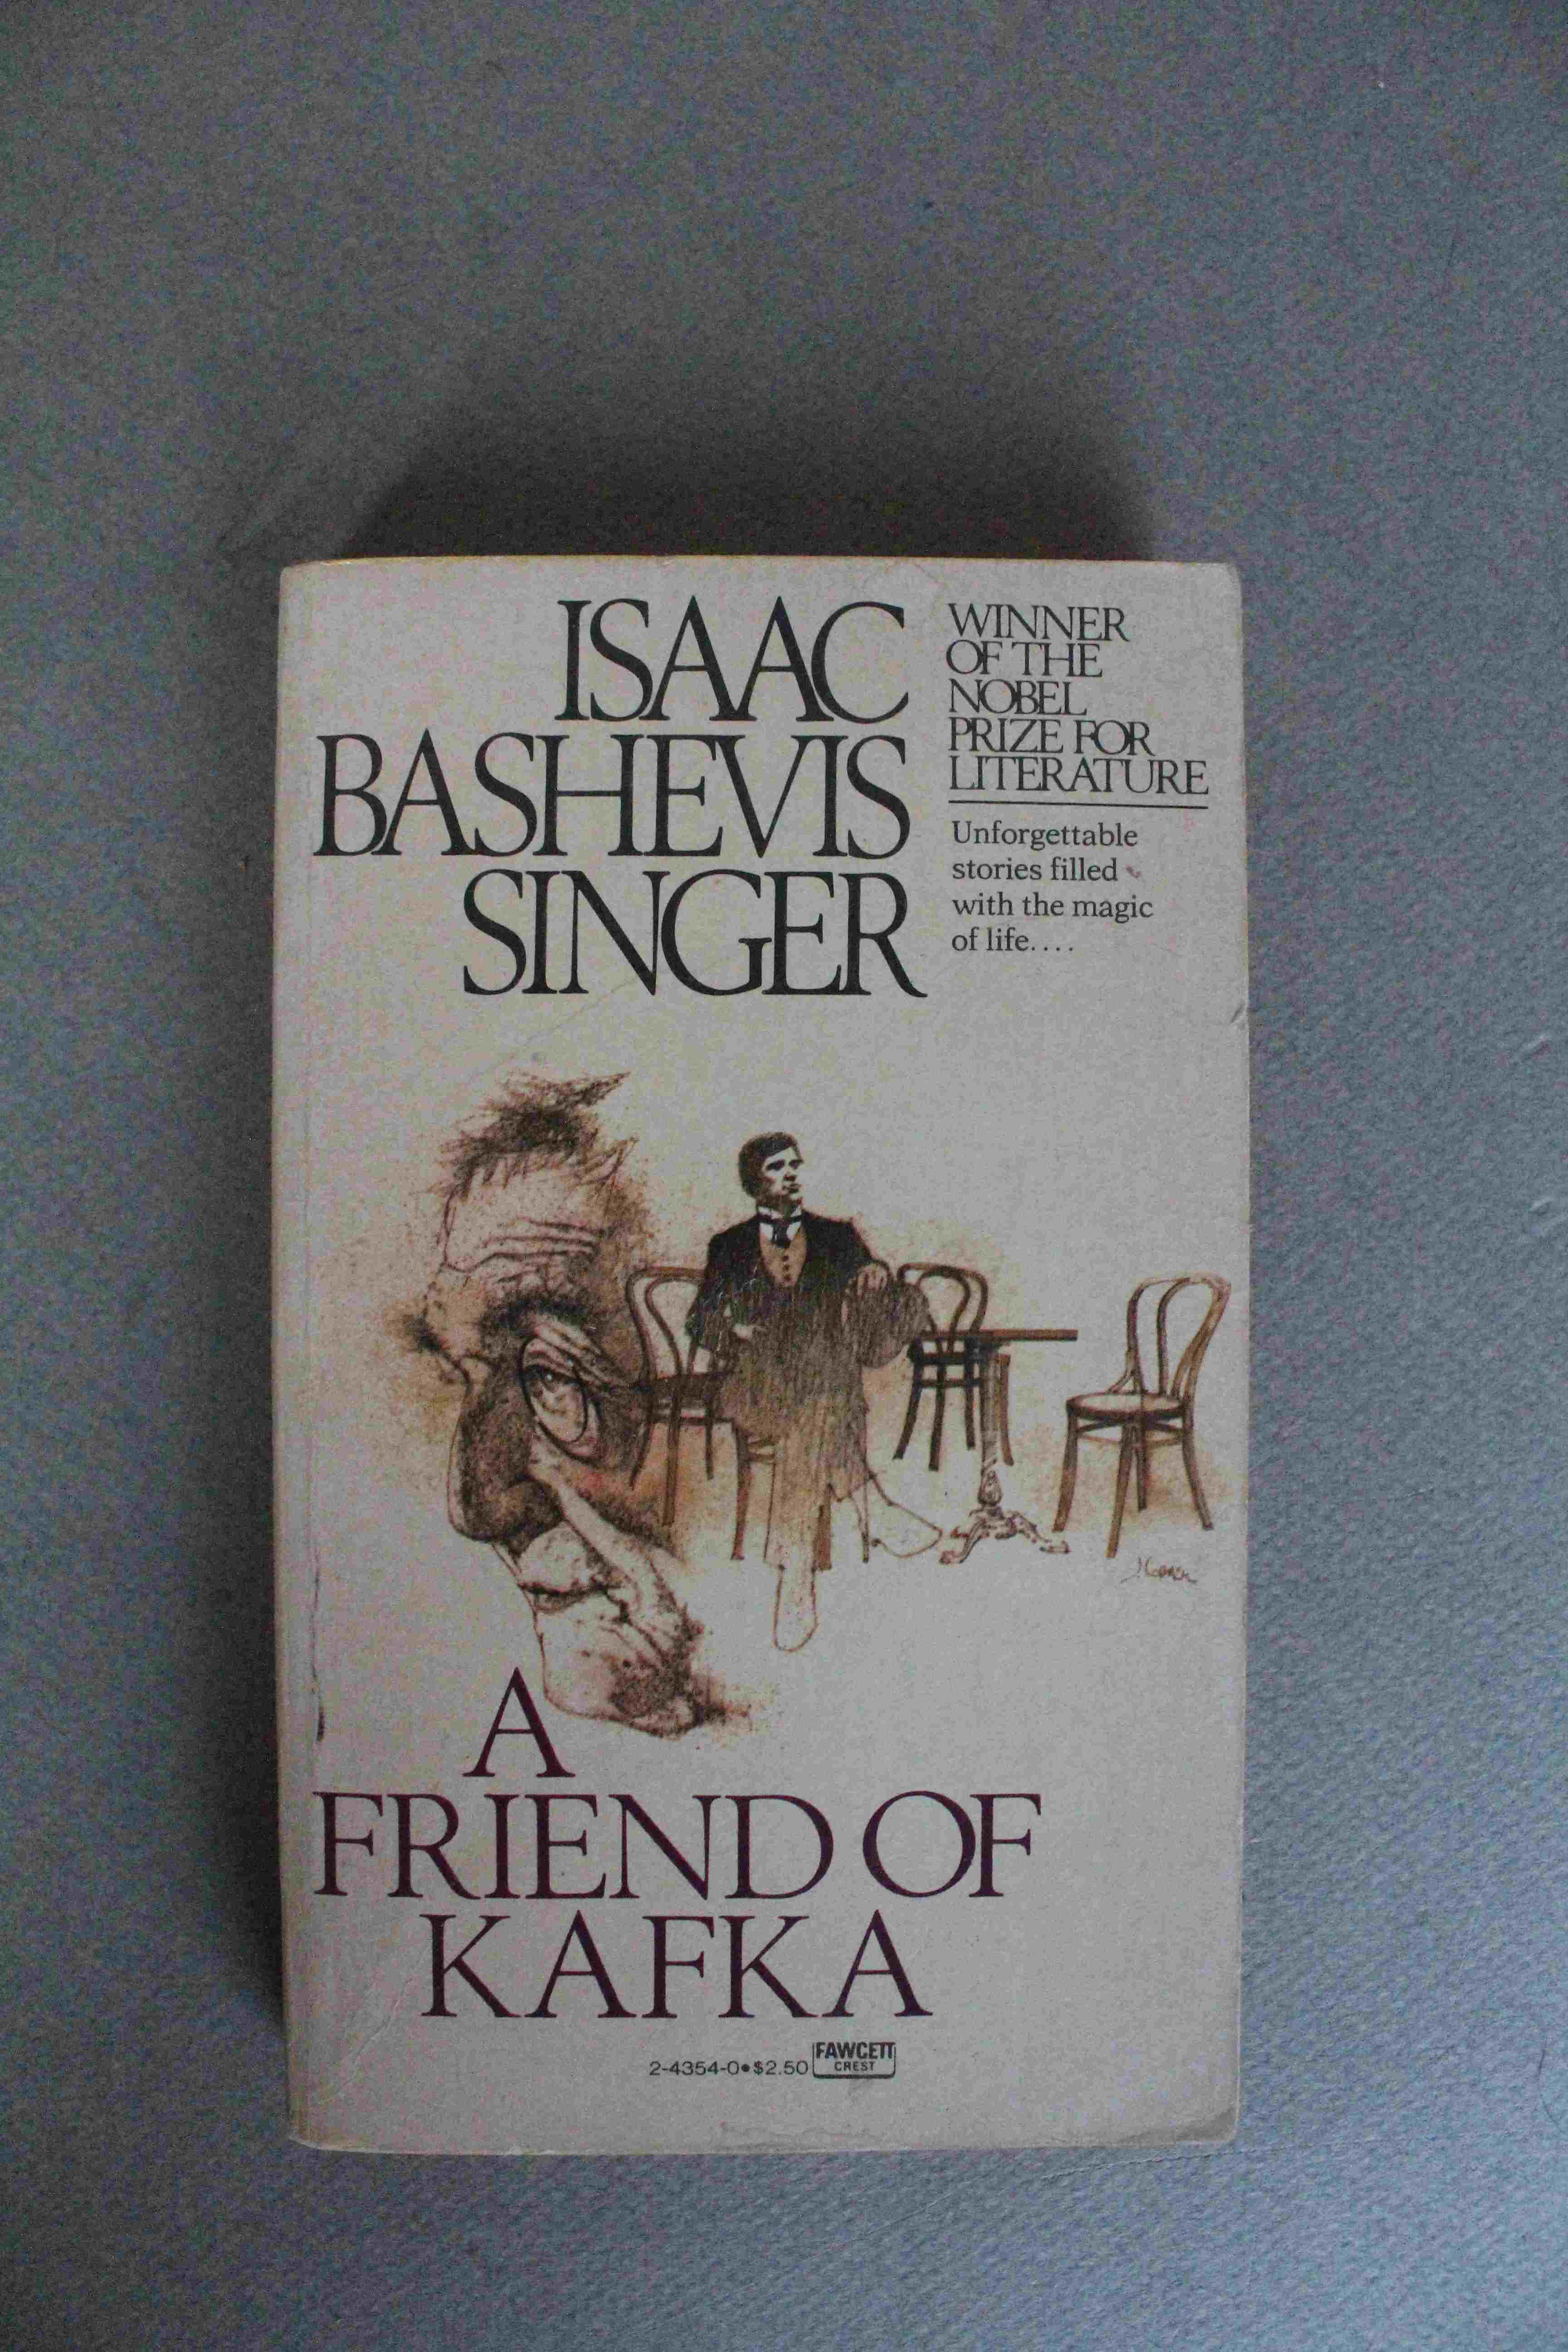 ISAAC
BASHEVIS
SINGER
WINNER
OF THE
NOBEL
PRIZE FOR
LITERATURE
Unforgettable
stories filled
with the magic
of life....
A
FRIEND OF
KAFKA
2-4354-0•$2.50
FAWCETT
CREST